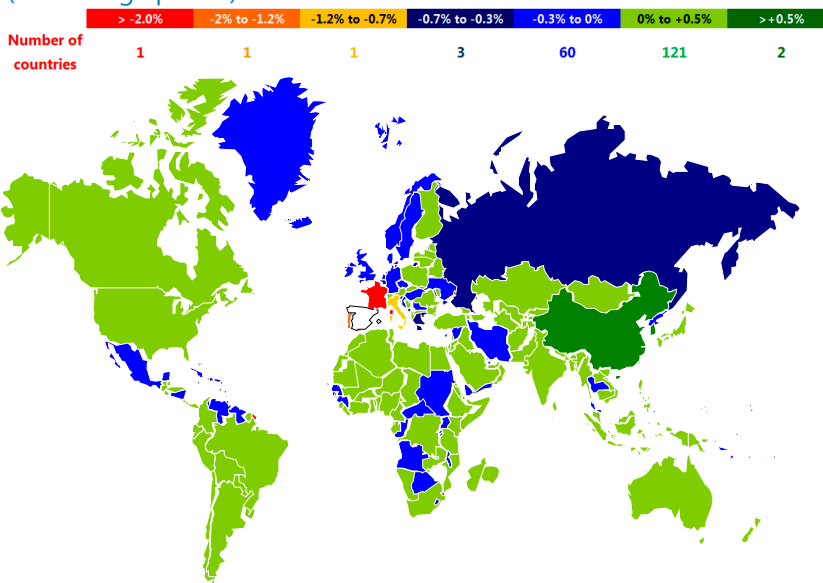 > -2.0% -2% to -1.2% -1.2% to -0.7% -0.7% to -0.3% -0.3% to 0% 0% to +0.5% >+0.5%
Number of
countries 1 1 1 3 60 121 2